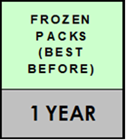 FROZEN
PACKS
(BEST
BEFORE)
1 YEAR